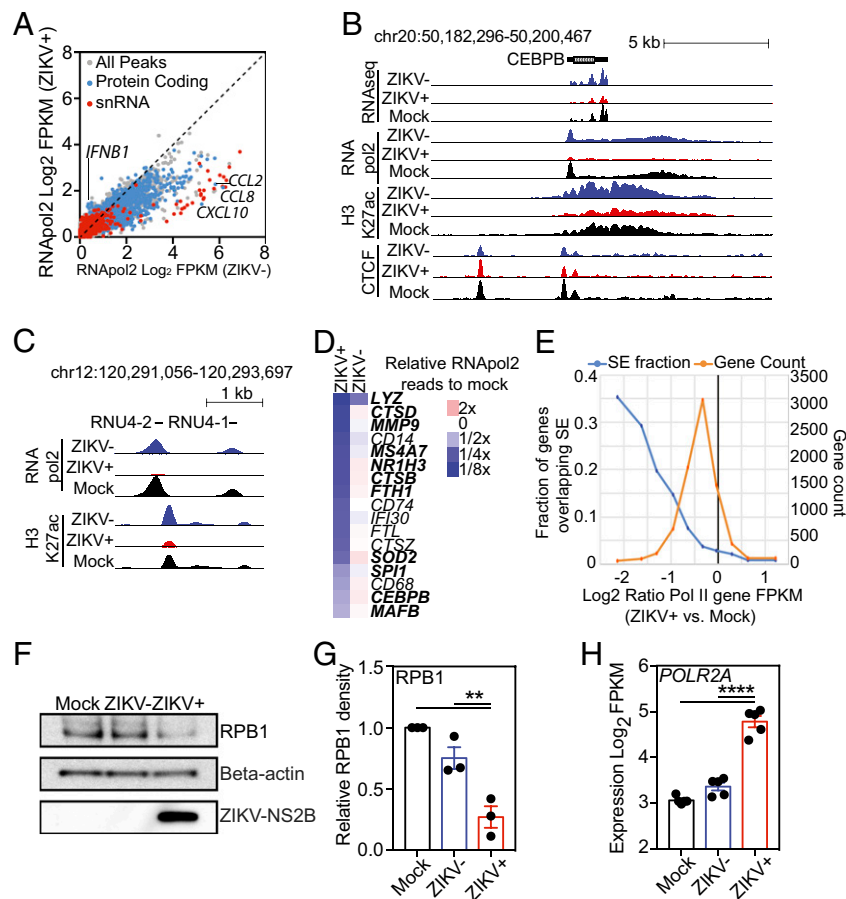 A
RNApol2 Log2 FPKM (ZIKV+)
8
6
4
2
0
All Peaks
Protein Coding
snRNA
IFNB1
CCL2
CCL8
CXCL10
0 2 4 6 8
RNApol2 Log2 FPKM (ZIKV-)
B
chr20:50,182,296-50,200,467
5 kb
CEBPB
RNAseq
ZIKV-
ZIKV+
Mock
RNA pol2
ZIKV-
ZIKV+
Mock
H3 K27ac
ZIKV-
ZIKV+
Mock
CTCF
ZIKV-
ZIKV+
Mock
C
chr12:120,291,056-120,293,697
1 kb
RNU4-2 RNU4-1
RNA pol2
ZIKV-
ZIKV+
Mock
H3 K27ac
ZIKV-
ZIKV+
Mock
D
ZIKV+
ZIKV-
Relative RNApol2
reads to mock
2x
0
1/2x
1/4x
1/8x
LYZ
CTSD
MMP9
CD14
MS4A7
NR1H3
CTSB
FTH1
CD74
IFI30
FTL
CTSZ
SOD2
SPI1
CD68
CEBPB
MAFB
E
SE fraction Gene Count
Fraction of genes
overlapping SE
0.4
0.3
0.2
0.1
0
3500
3000
2500
2000
1500
1000
500
0
Gene count
-2 -1 0 1
Log2 Ratio Pol II gene FPKM
(ZIKV+ vs. Mock)
F
Mock ZIKV- ZIKV+
RPB1
Beta-actin
ZIKV-NS2B
G
Relative RPB1 density
1.5
1.0
0.5
0.0
RPB1
**
Mock
ZIKV-
ZIKV+
H
Expression Log2 FPKM
6
5
4
3
2
POLR2A
****
Mock
ZIKV-
ZIKV+